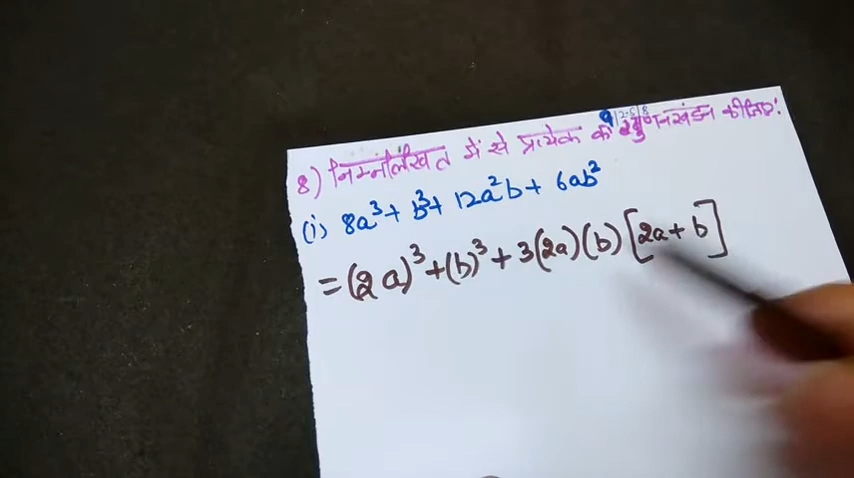 8) निम्नलिखित में से प्रत्येक का गुणनखंडन कीजिए:
(i) 8a³ + b³ + 12a²b + 6ab²
= (2a)³ + (b)³ + 3(2a)(b)[2a + b]